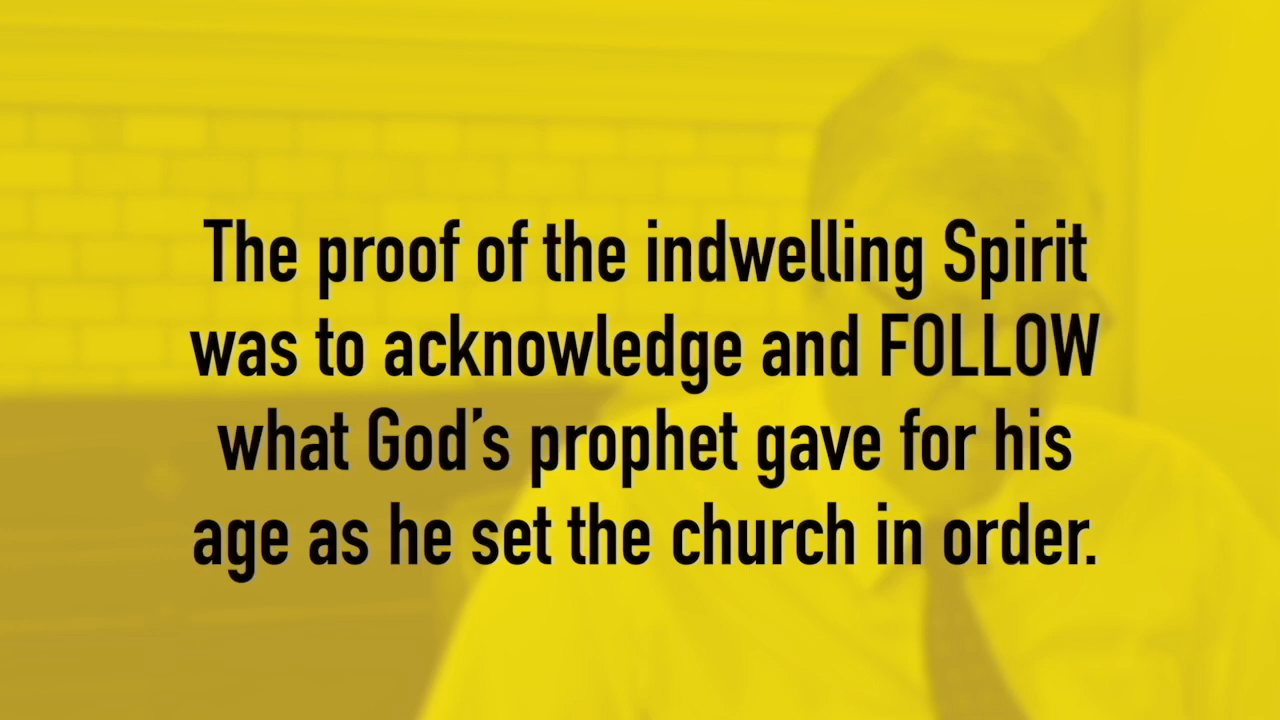 The proof of the indwelling Spirit
was to acknowledge and FOLLOW
what God's prophet gave for his
age as he set the church in order.